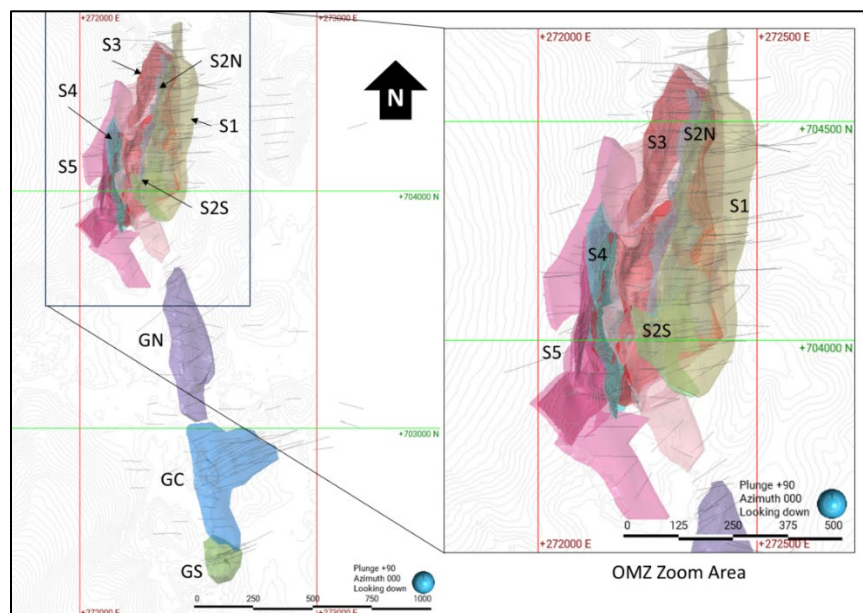 +272000 E
+273000 E
S3
S2N
S4
S1
S5
S2S
N
+704000 N
GN
+703000 N
GC
GS
Plunge +90
Azimuth 000
Looking down
0 250 500 750 1000
+272000 E
+273000 E
+272000 E
+272500 E
+704500 N
S2N
S3
S1
S4
S2S
+704000 N
S5
Plunge +90
Azimuth 000
Looking down
0 125 250 375 500
+272000 E
+272500 E
OMZ Zoom Area